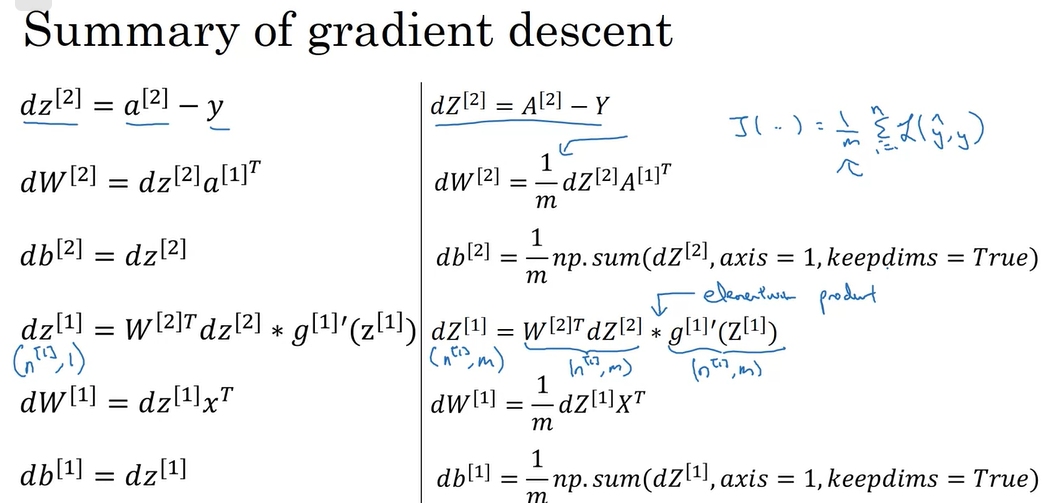 Summary of gradient descent
dz^[2] = a^[2] − y
dW^[2] = dz^[2]a^[1]^T
db^[2] = dz^[2]
dz^[1] = W^[2]T dz^[2] * g^[1]′(z^[1])
(n^[1], 1)
dW^[1] = dz^[1]x^T
db^[1] = dz^[1]
dZ^[2] = A^[2] − Y
J(..) = 1/m Σ_{i=1}^n ℒ(ŷ, y)
dW^[2] = 1/m dZ^[2]A^[1]^T
db^[2] = 1/m np.sum(dZ^[2], axis = 1, keepdims = True)
elementwise product
dZ^[1] = W^[2]T dZ^[2] * g^[1]′(Z^[1])
(n^[1], m) (n^[1], m) (n^[1], m)
dW^[1] = 1/m dZ^[1]X^T
db^[1] = 1/m np.sum(dZ^[1], axis = 1, keepdims = True)